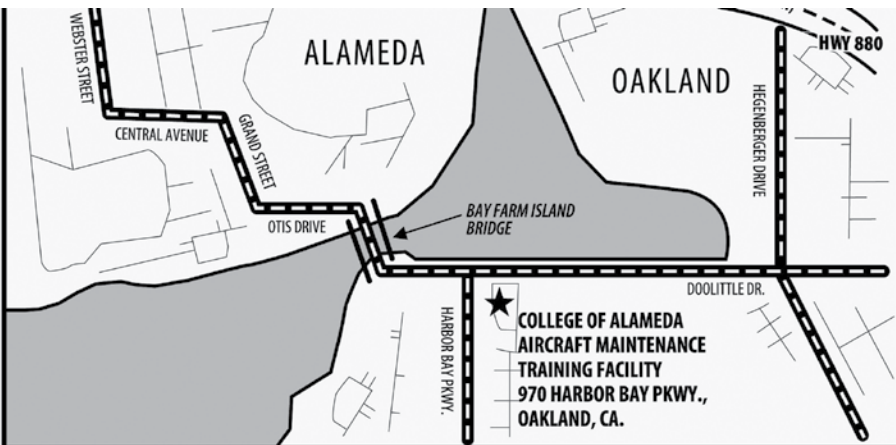 WEBSTER STREET
ALAMEDA
OAKLAND
HWY 880
CENTRAL AVENUE
GRAND STREET
HEGENBERGER DRIVE
OTIS DRIVE
BAY FARM ISLAND
BRIDGE
DOOLITTLE DR.
HARBOR BAY PKWY.
COLLEGE OF ALAMEDA
AIRCRAFT MAINTENANCE
TRAINING FACILITY
970 HARBOR BAY PKWY.,
OAKLAND, CA.